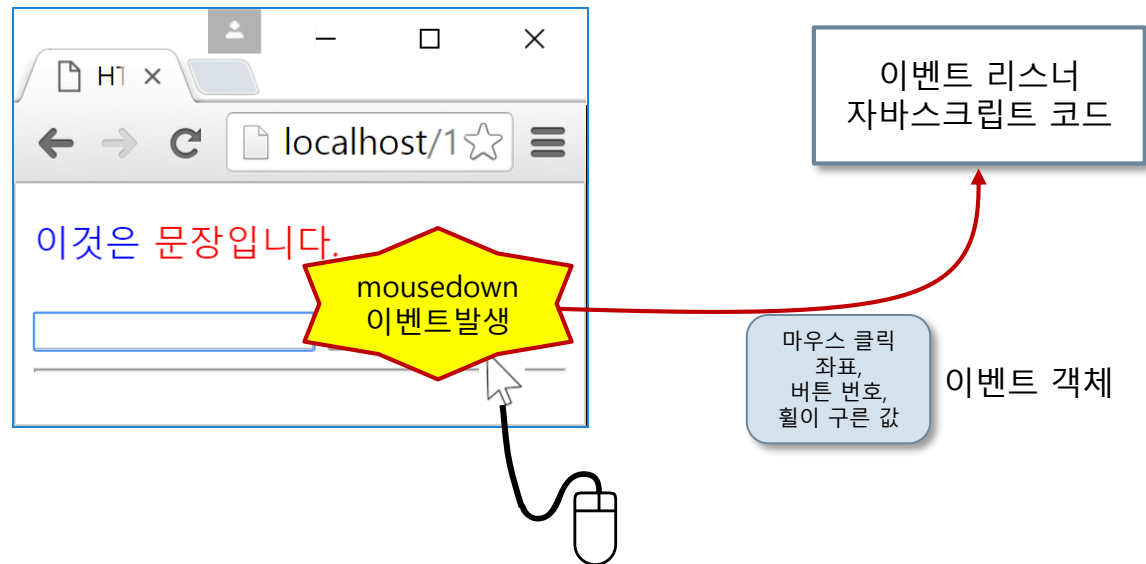 HT
localhost/1
이것은 문장입니다.
mousedown
이벤트발생
이벤트 리스너
자바스크립트 코드
마우스 클릭
좌표,
버튼 번호,
휠이 구른 값
이벤트 객체